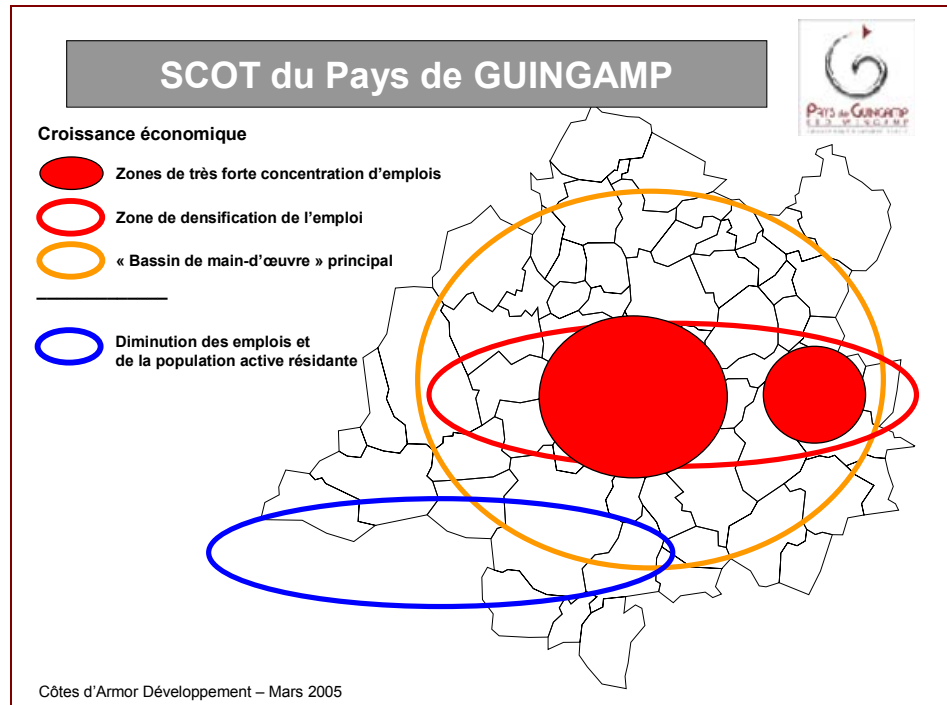 SCOT du Pays de GUINGAMP
PAYS de GUINGAMP
Croissance économique
Zones de très forte concentration d'emplois
Zone de densification de l'emploi
« Bassin de main-d'œuvre » principal
Diminution des emplois et
de la population active résidante
Côtes d'Armor Développement – Mars 2005